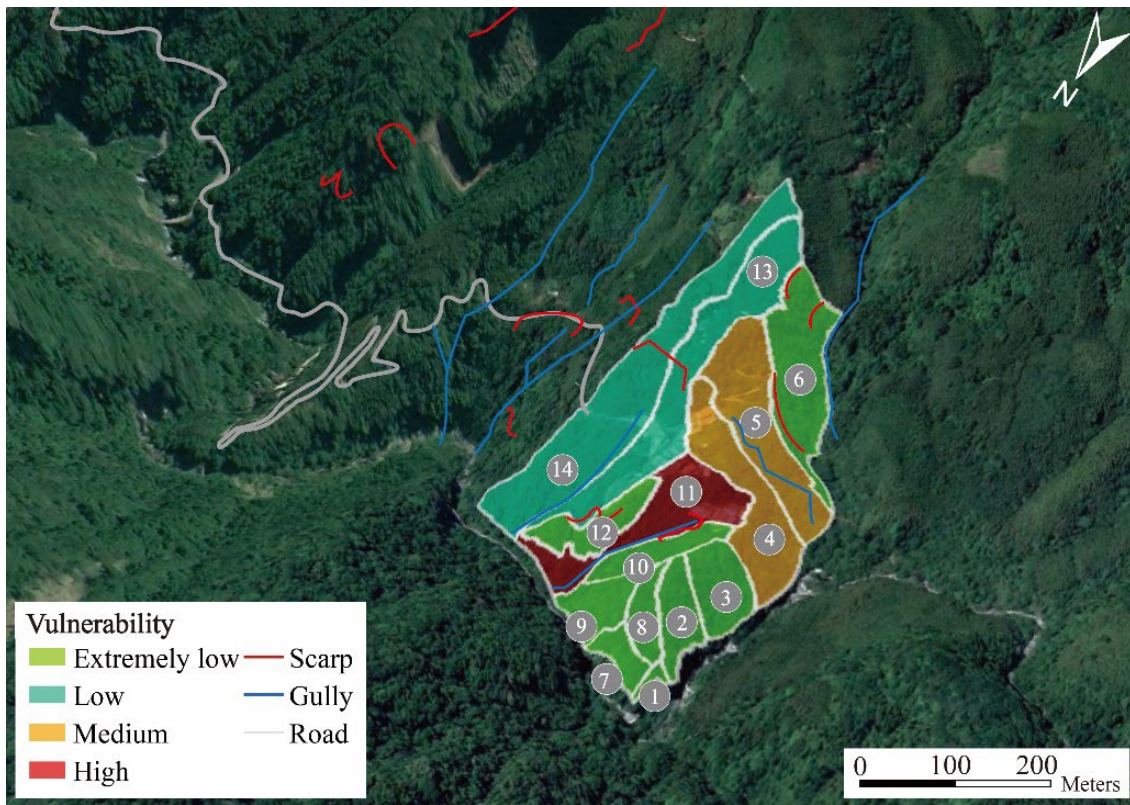 N
13
6
5
14
11
12
4
10
3
9
8
2
7
1
Vulnerability
Extremely low
Low
Medium
High
Scarp
Gully
Road
0 100 200 Meters